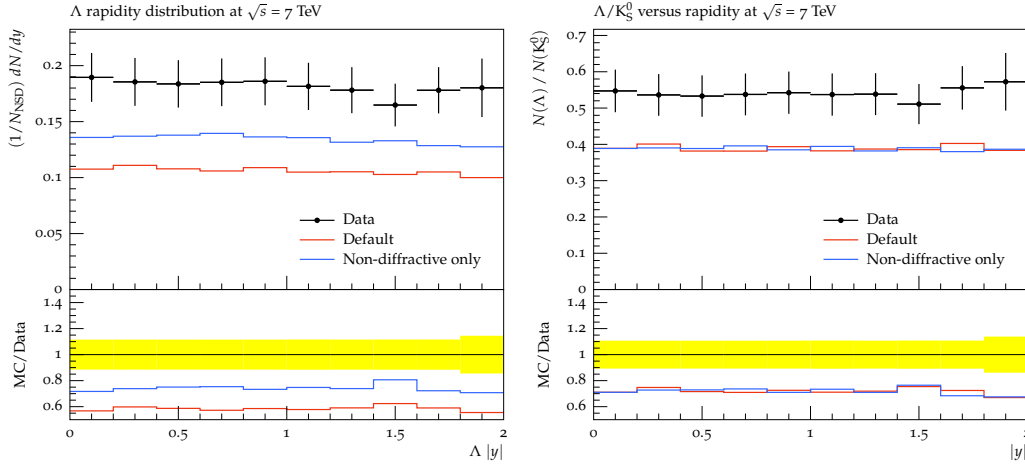 Λ rapidity distribution at √s = 7 TeV
(1/N_NSD) dN/dy
0.2
0.15
0.1
0.05
0
Data
Default
Non-diffractive only
MC/Data
1.4
1.2
1
0.8
0.6
0 0.5 1 1.5 2
Λ |y|
Λ/K⁰_S versus rapidity at √s = 7 TeV
N(Λ) / N(K⁰_S)
0.7
0.6
0.5
0.4
0.3
0.2
0.1
0
Data
Default
Non-diffractive only
MC/Data
1.4
1.2
1
0.8
0.6
0 0.5 1 1.5 2
|y|